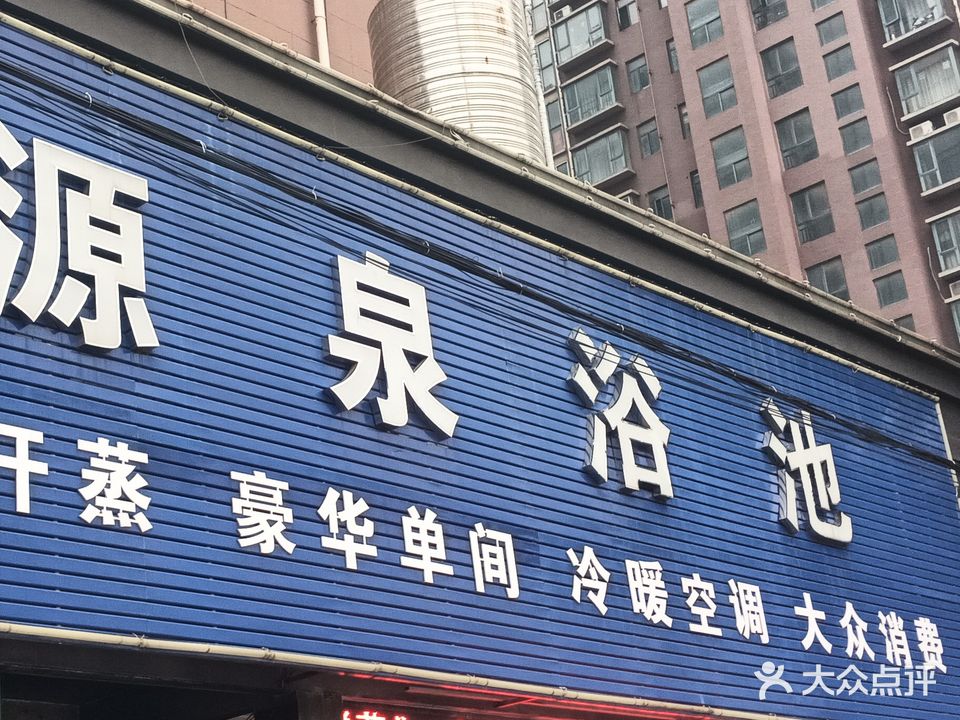 源泉浴池
干蒸 豪华单间 冷暖空调 大众消费
大众点评